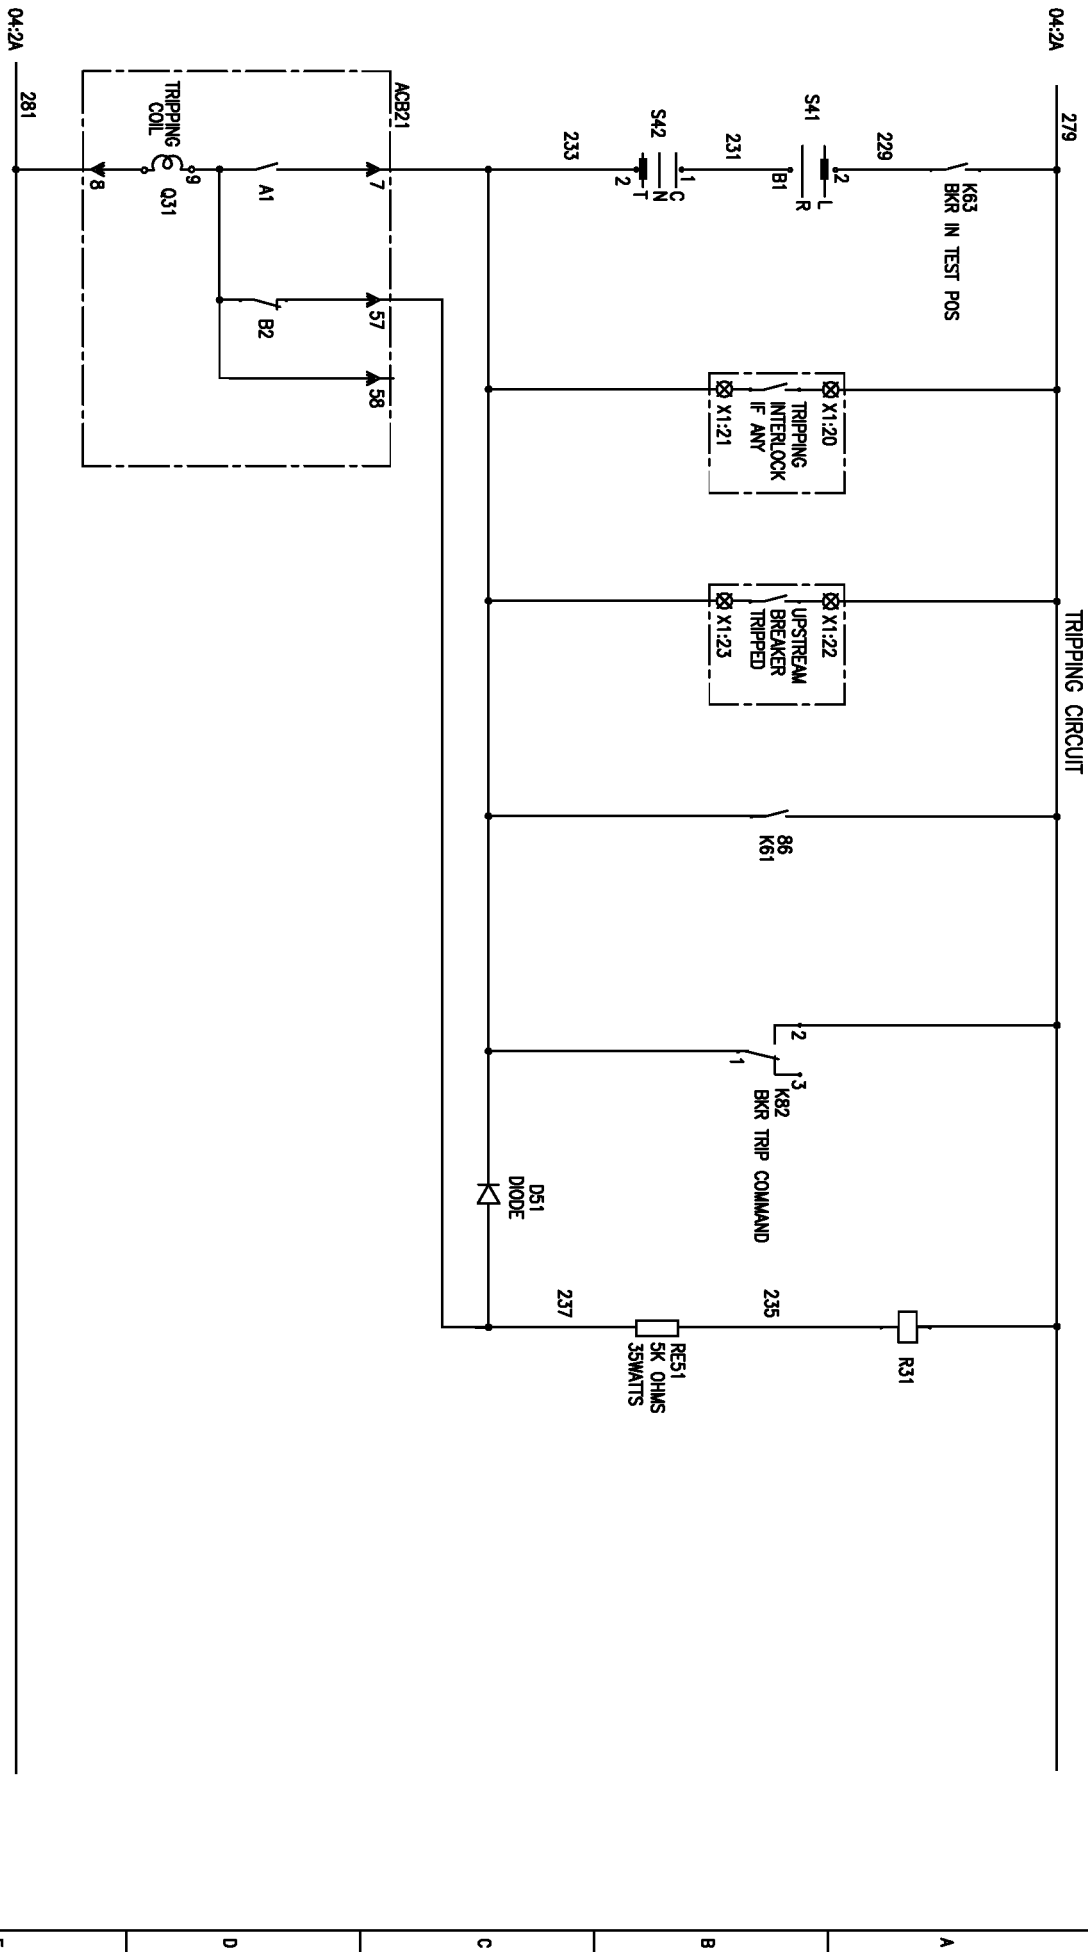 TRIPPING CIRCUIT
04:2A
279
K63
BKR IN TEST POS
229
S41
2
L
R
B1
231
S42
1
C
N
T
2
233
X1:20
TRIPPING
INTERLOCK
IF ANY
X1:21
X1:22
UPSTREAM
BREAKER
TRIPPED
X1:23
86
K61
2
3
K82
BKR TRIP COMMAND
1
R31
235
RE51
5K OHMS
35WATTS
237
D51
DIODE
ACB21
7
57
58
A1
B2
9
TRIPPING
COIL
Q31
8
04:2A
281
A
B
C
D